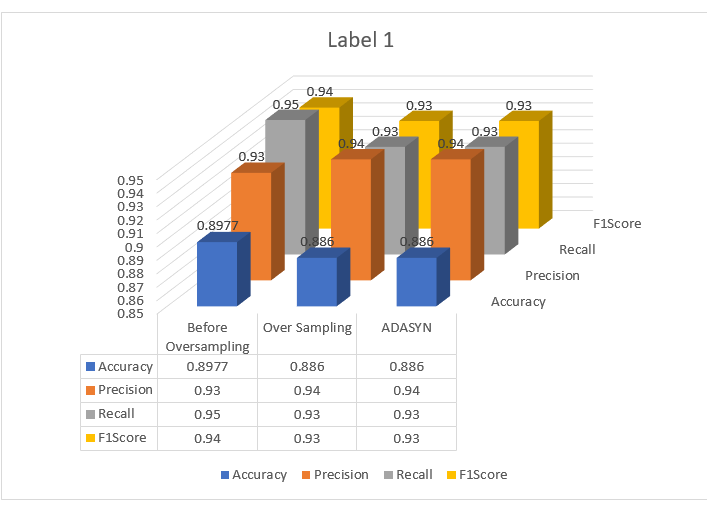 Label 1
0.94
0.95
0.93
0.93
0.93
0.93
0.93
0.94
0.94
0.8977
0.886
0.886
0.95
0.94
0.93
0.92
0.91
0.9
0.89
0.88
0.87
0.86
0.85
F1Score
Recall
Precision
Accuracy
Before Oversampling
Over Sampling
ADASYN
Accuracy 0.8977 0.886 0.886
Precision 0.93 0.94 0.94
Recall 0.95 0.93 0.93
F1Score 0.94 0.93 0.93
Accuracy Precision Recall F1Score